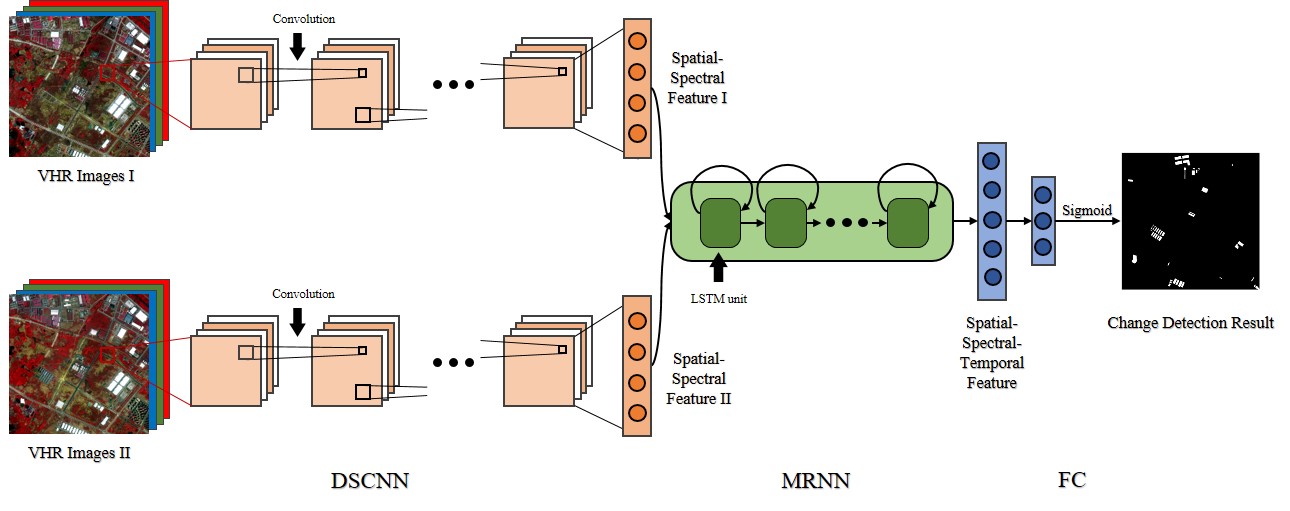 Convolution
VHR Images I
Spatial-
Spectral
Feature I
LSTM unit
Sigmoid
Convolution
VHR Images II
Spatial-
Spectral
Feature II
Spatial-
Spectral-
Temporal
Feature
Change Detection Result
DSCNN
MRNN
FC